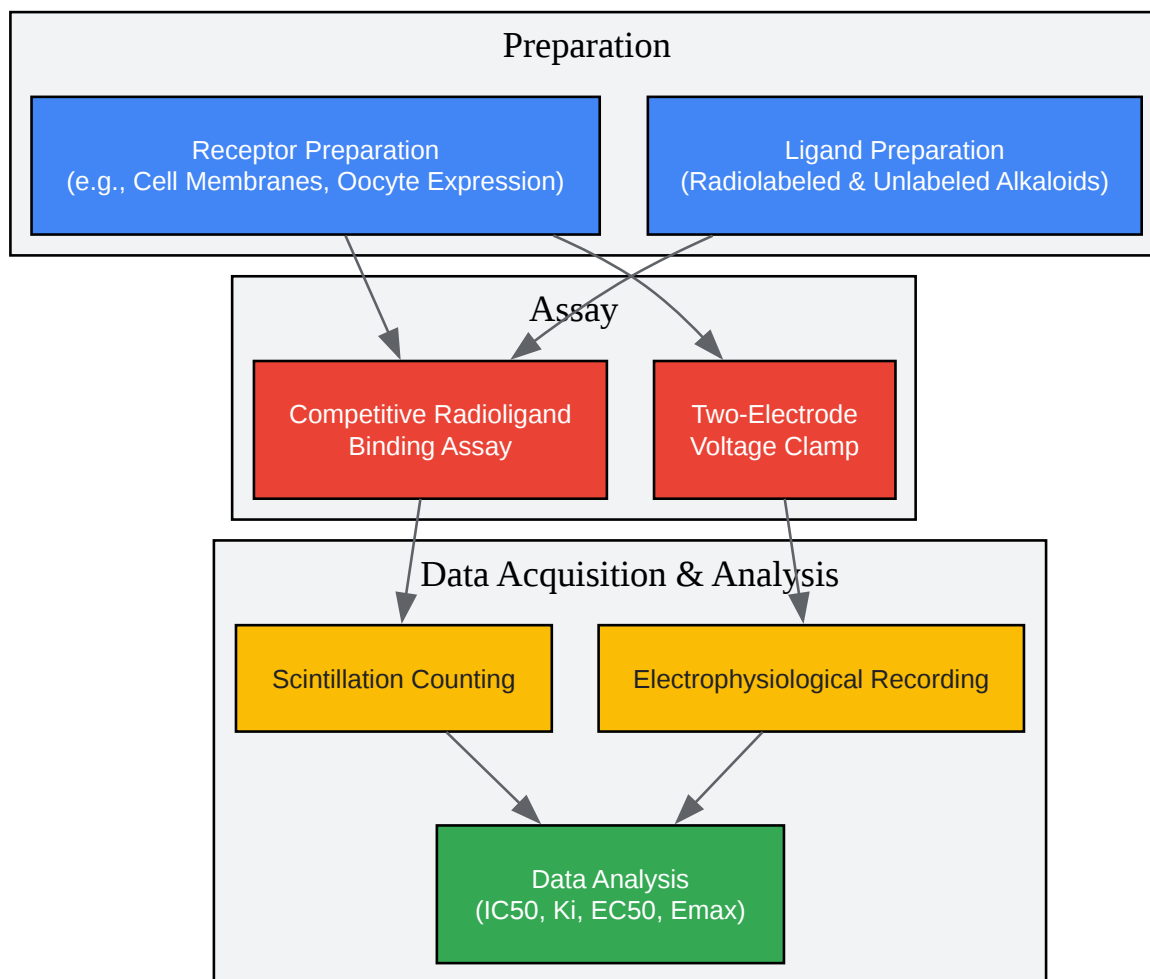 Preparation
Receptor Preparation
(e.g., Cell Membranes, Oocyte Expression)
Ligand Preparation
(Radiolabeled & Unlabeled Alkaloids)
Assay
Competitive Radioligand
Binding Assay
Two-Electrode
Voltage Clamp
Data Acquisition & Analysis
Scintillation Counting
Electrophysiological Recording
Data Analysis
(IC50, Ki, EC50, Emax)